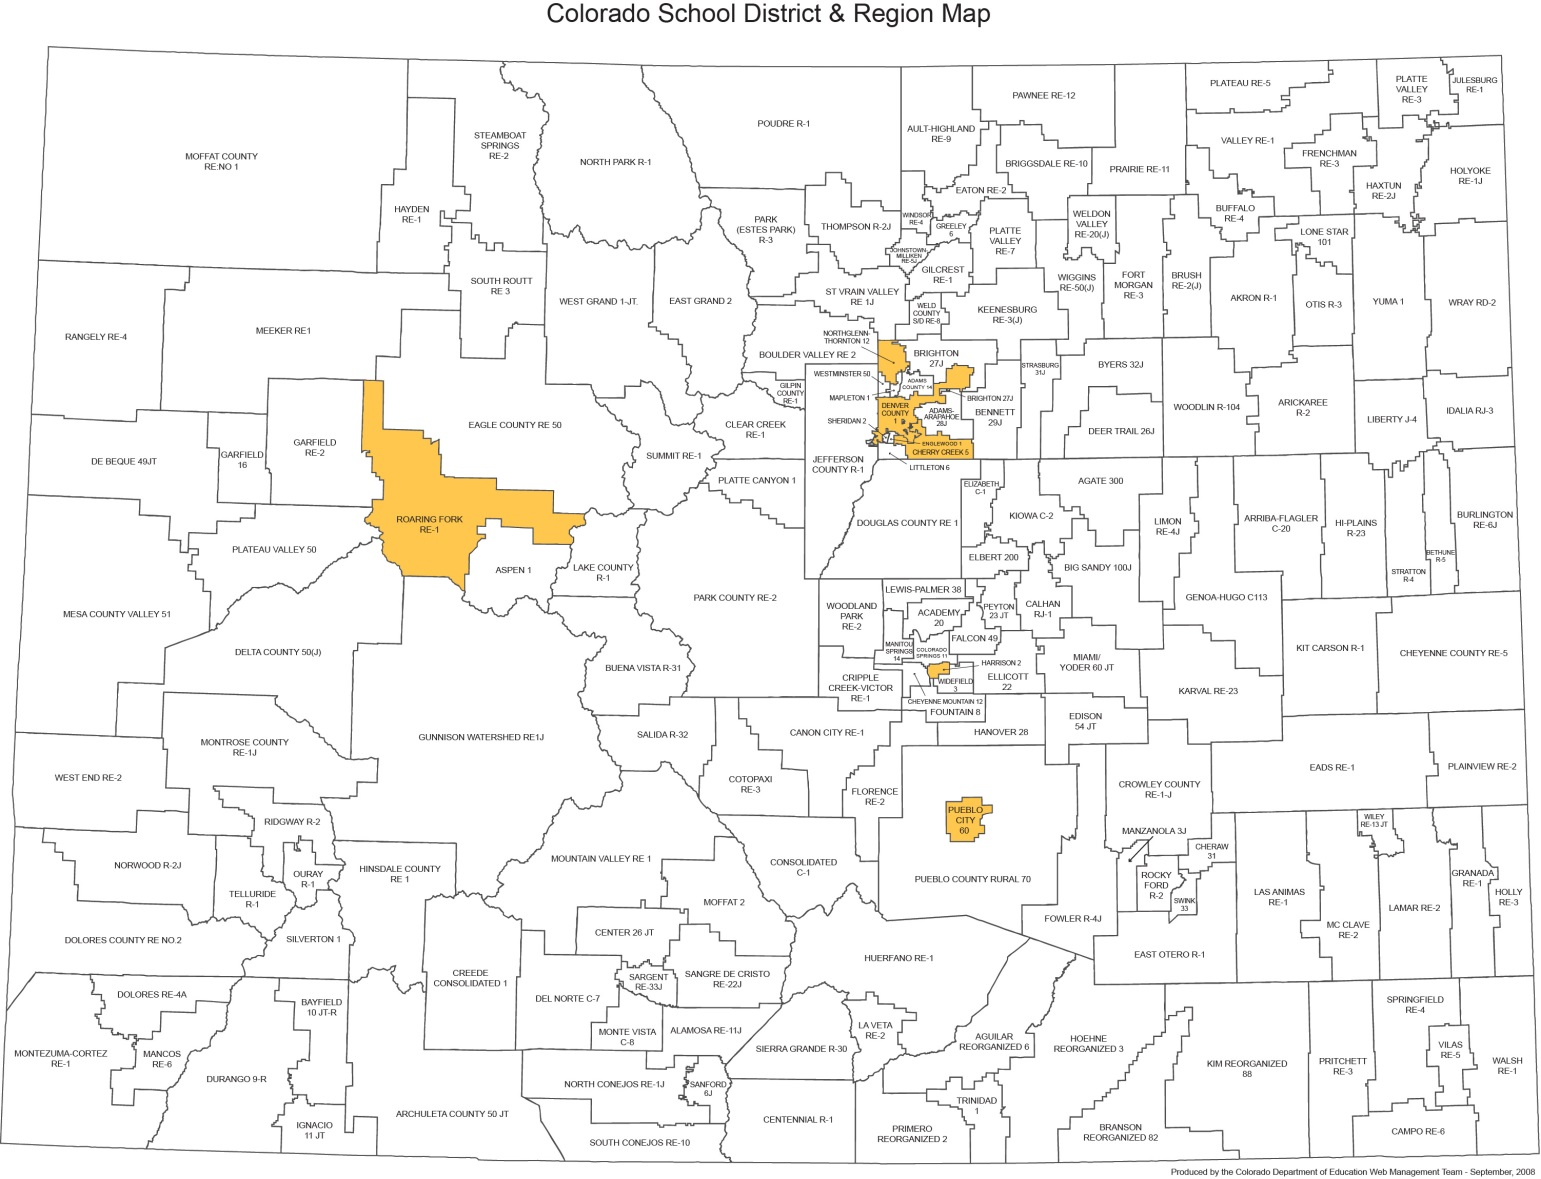 Colorado School District & Region Map
MOFFAT COUNTY
RE:NO 1
HAYDEN
RE-1
STEAMBOAT
SPRINGS
RE-2
NORTH PARK R-1
POUDRE R-1
AULT-HIGHLAND
RE-9
PAWNEE RE-12
BRIGGSDALE RE-10
PRAIRIE RE-11
PLATEAU RE-5
PLATTE
VALLEY
RE-3
JULESBURG
RE-1
VALLEY RE-1
FRENCHMAN
RE-3
HAXTUN
RE-2J
HOLYOKE
RE-1J
BUFFALO
RE-4
LONE STAR
101
EATON RE-2
WINDSOR
RE-4
GREELEY
6
PLATTE
VALLEY
RE-7
WELDON
VALLEY
RE-20(J)
PARK
(ESTES PARK)
R-3
THOMPSON R-2J
JOHNSTOWN-
MILLIKEN
RE-5J
GILCREST
RE-1
SOUTH ROUTT
RE 3
WEST GRAND 1-JT.
EAST GRAND 2
ST VRAIN VALLEY
RE 1J
WELD
COUNTY
S/D RE-8
KEENESBURG
RE-3(J)
WIGGINS
RE-50(J)
FORT
MORGAN
RE-3
BRUSH
RE-2(J)
AKRON R-1
OTIS R-3
YUMA 1
WRAY RD-2
RANGELY RE-4
MEEKER RE1
NORTHGLENN-
THORNTON 12
BOULDER VALLEY RE 2
BRIGHTON
27J
WESTMINSTER 50
ADAMS
COUNTY 14
MAPLETON 1
BRIGHTON 27J
STRASBURG
31J
BYERS 32J
GILPIN
COUNTY
RE-1
DENVER
COUNTY
1
ADAMS-
ARAPAHOE
28J
BENNETT
29J
SHERIDAN 2
ENGLEWOOD 1
CHERRY CREEK 5
LITTLETON 6
DEER TRAIL 26J
WOODLIN R-104
ARICKAREE
R-2
LIBERTY J-4
IDALIA RJ-3
CLEAR CREEK
RE-1
JEFFERSON
COUNTY R-1
EAGLE COUNTY RE 50
SUMMIT RE-1
PLATTE CANYON 1
DE BEQUE 49JT
GARFIELD
16
GARFIELD
RE-2
ROARING FORK
RE-1
PLATEAU VALLEY 50
ASPEN 1
LAKE COUNTY
R-1
DOUGLAS COUNTY RE 1
ELIZABETH
C-1
KIOWA C-2
AGATE 300
ELBERT 200
BIG SANDY 100J
LIMON
RE-4J
ARRIBA-FLAGLER
C-20
HI-PLAINS
R-23
STRATTON
R-4
BETHUNE
R-5
BURLINGTON
RE-6J
MESA COUNTY VALLEY 51
DELTA COUNTY 50(J)
PARK COUNTY RE-2
BUENA VISTA R-31
WOODLAND
PARK
RE-2
LEWIS-PALMER 38
ACADEMY
20
PEYTON
23 JT
CALHAN
RJ-1
FALCON 49
MANITOU
SPRINGS
14
COLORADO
SPRINGS 11
HARRISON 2
WIDEFIELD
3
ELLICOTT
22
MIAMI/
YODER 60 JT
GENOA-HUGO C113
KIT CARSON R-1
CHEYENNE COUNTY RE-5
KARVAL RE-23
CRIPPLE
CREEK-VICTOR
RE-1
CHEYENNE MOUNTAIN 12
FOUNTAIN 8
HANOVER 28
EDISON
54 JT
MONTROSE COUNTY
RE-1J
GUNNISON WATERSHED RE1J
SALIDA R-32
CANON CITY RE-1
COTOPAXI
RE-3
FLORENCE
RE-2
WEST END RE-2
PUEBLO
CITY
60
PUEBLO COUNTY RURAL 70
CROWLEY COUNTY
RE-1-J
EADS RE-1
PLAINVIEW RE-2
RIDGWAY R-2
MANZANOLA 3J
CHERAW
31
ROCKY
FORD
R-2
SWINK
33
WILEY
RE-13 JT
NORWOOD R-2J
TELLURIDE
R-1
OURAY
R-1
HINSDALE COUNTY
RE 1
MOUNTAIN VALLEY RE 1
CONSOLIDATED
C-1
MOFFAT 2
FOWLER R-4J
LAS ANIMAS
RE-1
MC CLAVE
RE-2
LAMAR RE-2
GRANADA
RE-1
HOLLY
RE-3
EAST OTERO R-1
DOLORES COUNTY RE NO.2
SILVERTON 1
CREEDE
CONSOLIDATED 1
CENTER 26 JT
SARGENT
RE-33J
SANGRE DE CRISTO
RE-22J
DEL NORTE C-7
MONTE VISTA
C-8
ALAMOSA RE-11J
HUERFANO RE-1
LA VETA
RE-2
SIERRA GRANDE R-30
AGUILAR
REORGANIZED 6
HOEHNE
REORGANIZED 3
DOLORES RE-4A
BAYFIELD
10 JT-R
MONTEZUMA-CORTEZ
RE-1
MANCOS
RE-6
DURANGO 9-R
IGNACIO
11 JT
ARCHULETA COUNTY 50 JT
NORTH CONEJOS RE-1J
SANFORD
6J
SOUTH CONEJOS RE-10
CENTENNIAL R-1
PRIMERO
REORGANIZED 2
TRINIDAD
1
BRANSON
REORGANIZED 82
KIM REORGANIZED
88
PRITCHETT
RE-3
SPRINGFIELD
RE-4
VILAS
RE-5
WALSH
RE-1
CAMPO RE-6
Produced by the Colorado Department of Education Web Management Team - September, 2008